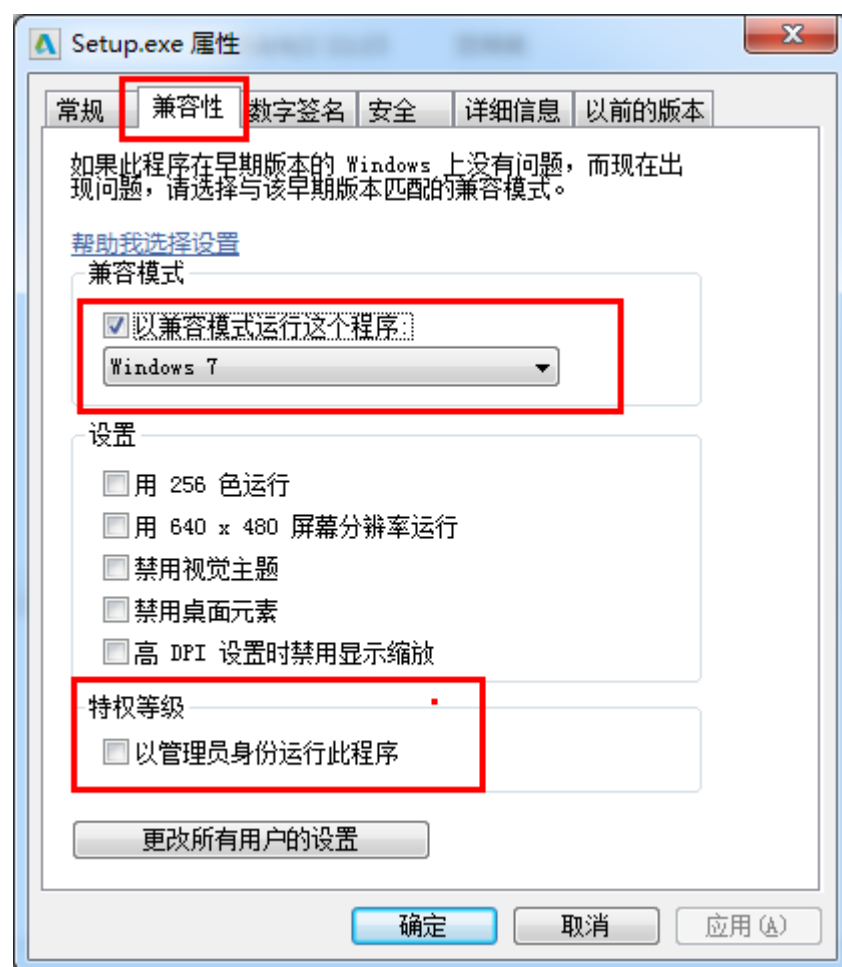 Setup.exe 属性
常规 兼容性 数字签名 安全 详细信息 以前的版本
如果此程序在早期版本的 Windows 上没有问题，而现在出
现问题，请选择与该早期版本匹配的兼容模式。
帮助我选择设置
兼容模式
以兼容模式运行这个程序:
Windows 7
设置
用 256 色运行
用 640 x 480 屏幕分辨率运行
禁用视觉主题
禁用桌面元素
高 DPI 设置时禁用显示缩放
特权等级
以管理员身份运行此程序
更改所有用户的设置
确定 取消 应用(A)